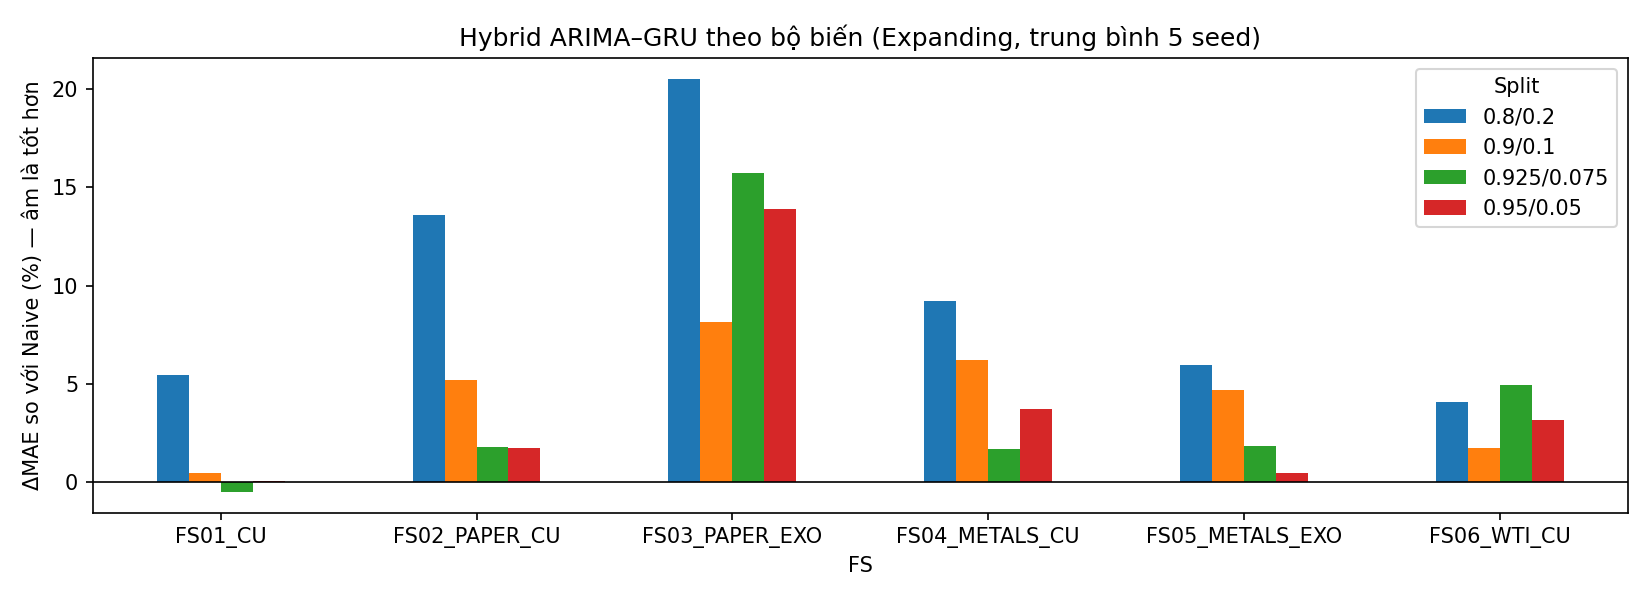 Hybrid ARIMA–GRU theo bộ biến (Expanding, trung bình 5 seed)
ΔMAE so với Naive (%) — âm là tốt hơn
20
15
10
5
0
Split
0.8/0.2
0.9/0.1
0.925/0.075
0.95/0.05
FS01_CU
FS02_PAPER_CU
FS03_PAPER_EXO
FS04_METALS_CU
FS05_METALS_EXO
FS06_WTI_CU
FS